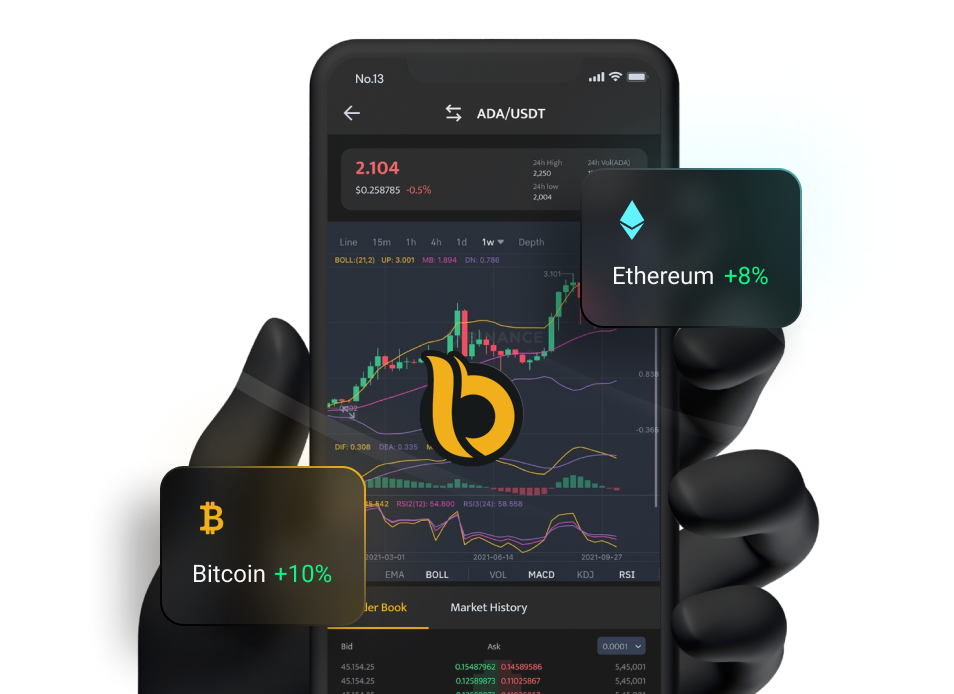 No.13
ADA/USDT
2.104
$0.258785 -0.5%
24h High
2,250
24h low
2,004
24h Vol(ADA)
Ethereum +8%
Line 15m 1h 4h 1d 1w Depth
BOLL:(21,2) UP: 3.001 MB: 1.894 DN: 0.786
3.101
0.838
-0.365
DIF: 0.308 DEA: 0.335
RSI2(12): 54.800 RSI3(24): 58.558
2021-03-01 2021-06-14 2021-09-27
Bitcoin +10%
EMA BOLL VOL MACD KDJ RSI
Book Market History
Bid Ask 0.0001
45.154.25 0.15487962 0.14589586 5,45,001
45.154.25 0.12589873 0.11025867 5,45,001